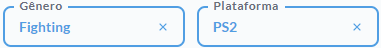 Gênero
Plataforma
Fighting ×
PS2 ×